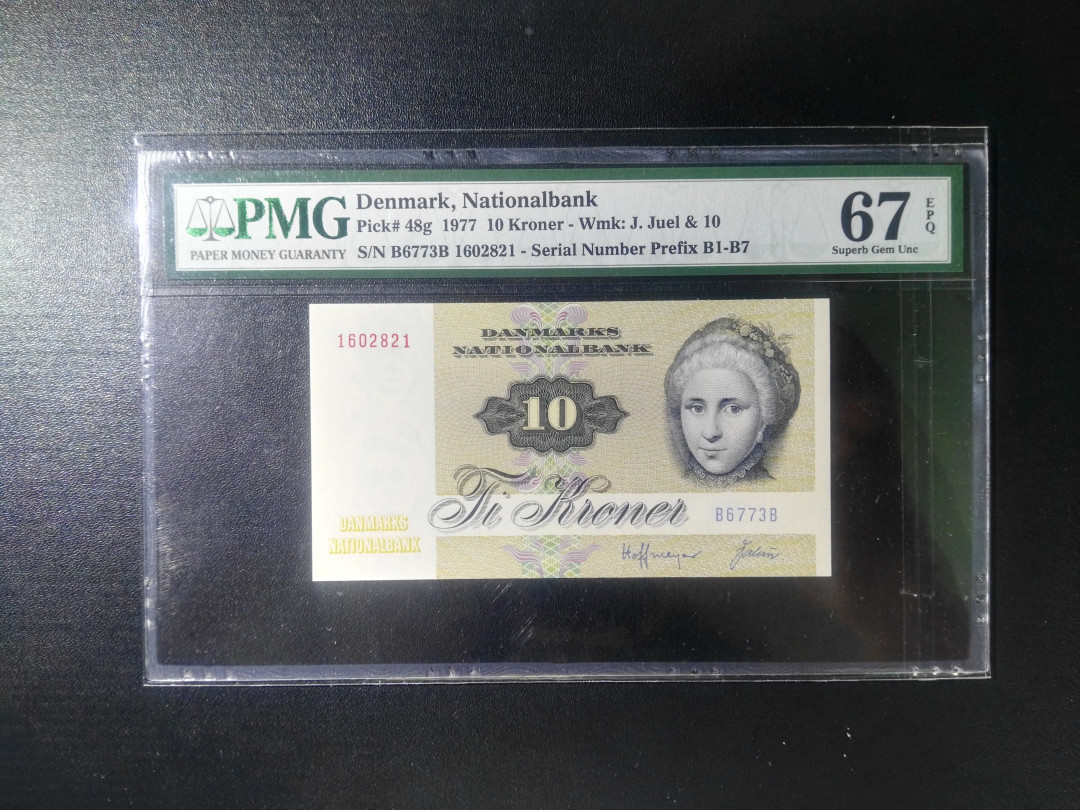 PMG
PAPER MONEY GUARANTY
Denmark, Nationalbank
Pick# 48g 1977 10 Kroner - Wmk: J. Juel & 10
S/N B6773B 1602821 - Serial Number Prefix B1-B7
67
EPQ
Superb Gem Unc
1602821
DANMARKS
NATIONALBANK
10
Ti Kroner
B6773B
DANMARKS
NATIONALBANK
Hoffmeyer